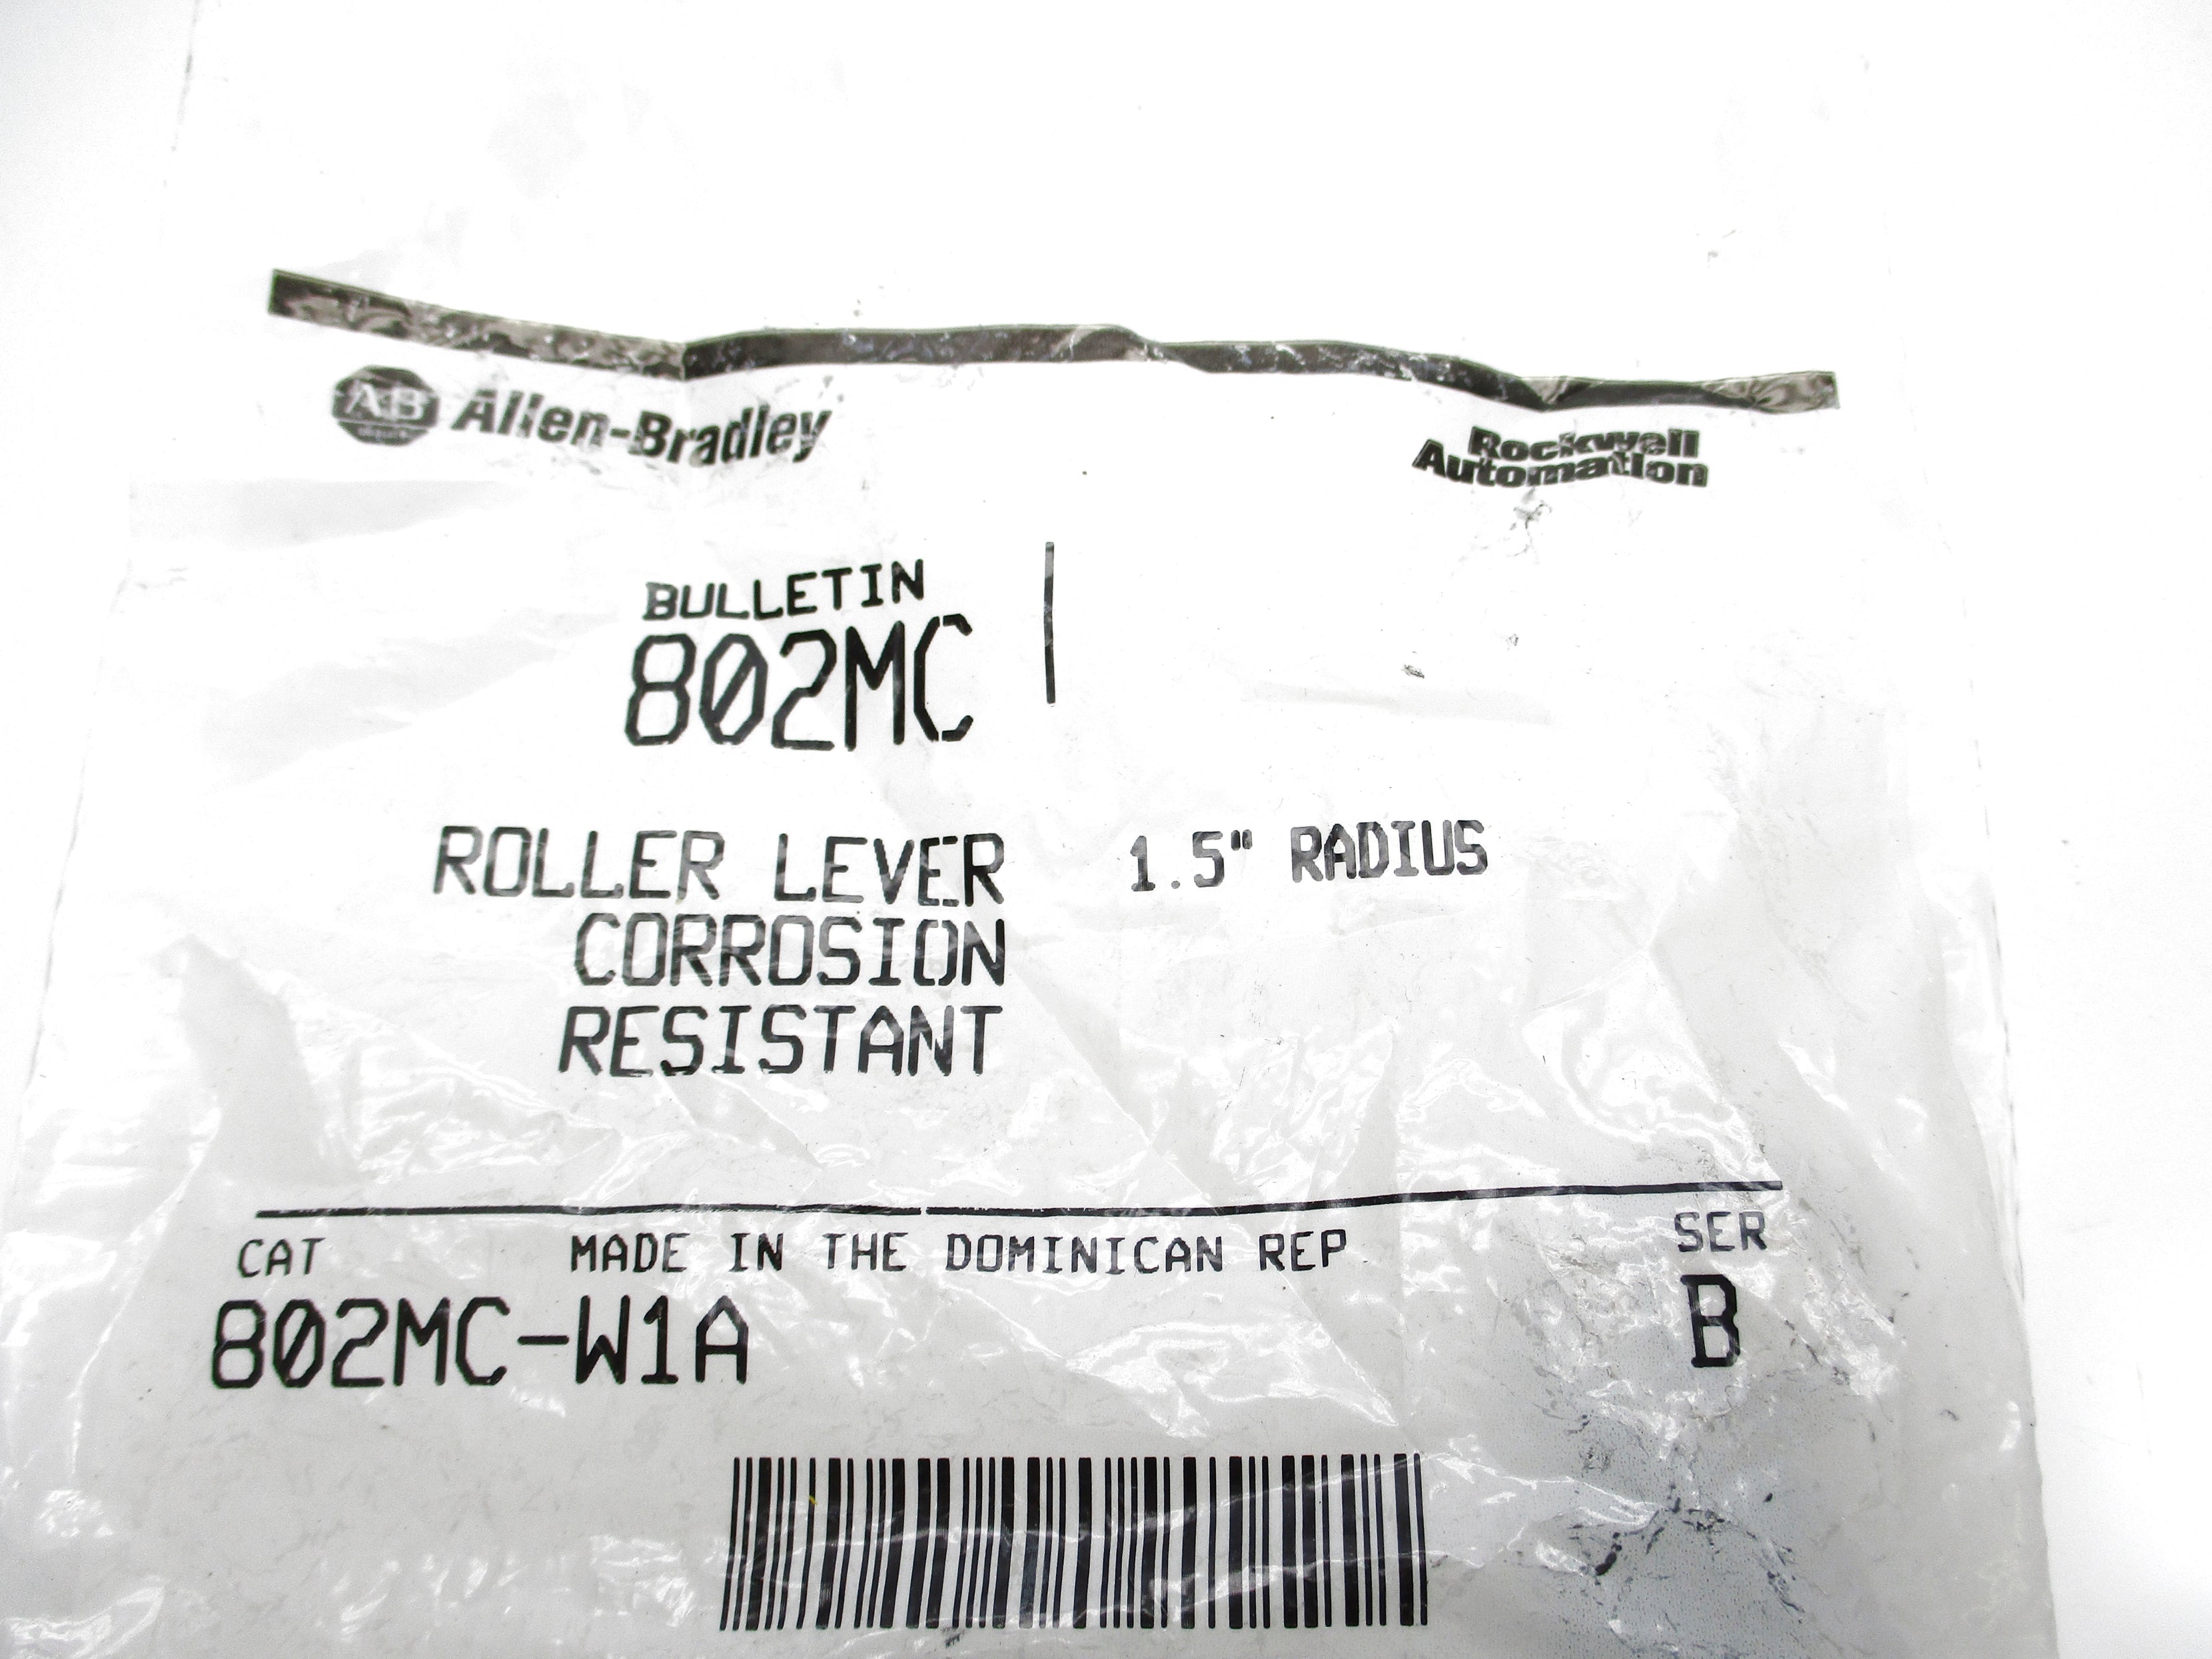 AB
Allen-Bradley
Rockwell
Automation
BULLETIN
802MC
ROLLER LEVER 1.5" RADIUS
CORROSION
RESISTANT
CAT MADE IN THE DOMINICAN REP. SER
802MC-W1A B